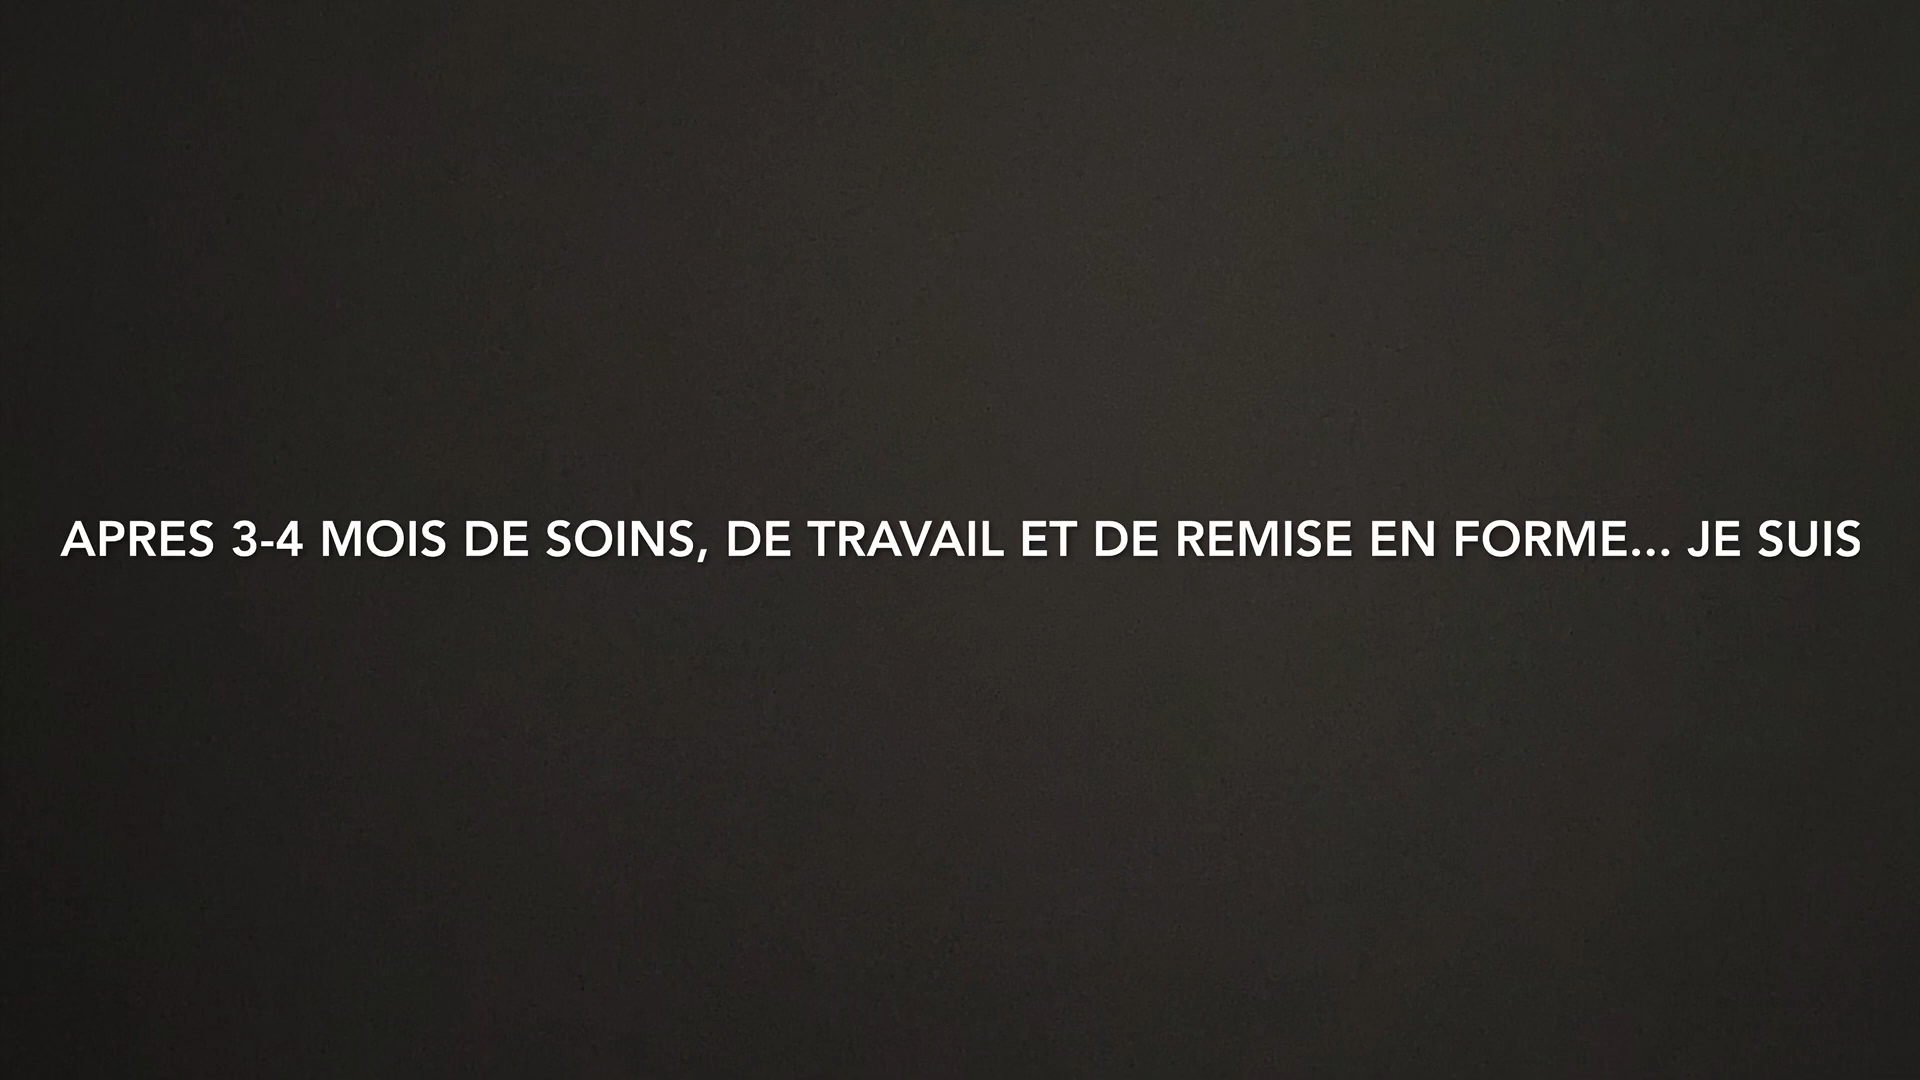 APRES 3-4 MOIS DE SOINS, DE TRAVAIL ET DE REMISE EN FORME... JE SUIS